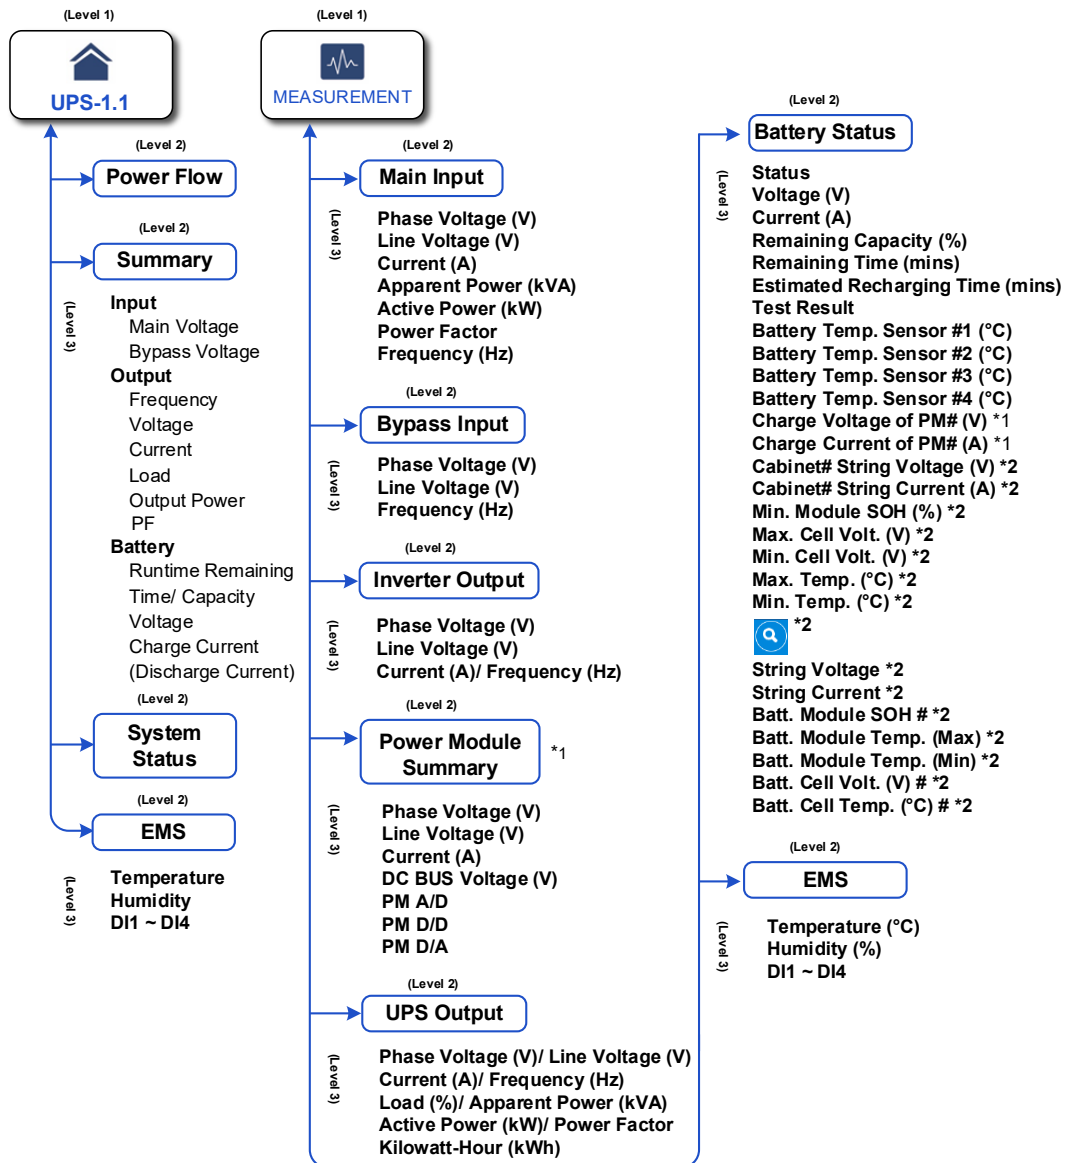 (Level 1)
UPS-1.1
(Level 2)
Power Flow
(Level 2)
Summary
(Level 3)
Input
Main Voltage
Bypass Voltage
Output
Frequency
Voltage
Current
Load
Output Power
PF
Battery
Runtime Remaining
Time/ Capacity
Voltage
Charge Current
(Discharge Current)
(Level 2)
System
Status
(Level 2)
EMS
(Level 3)
Temperature
Humidity
DI1 ~ DI4
(Level 1)
MEASUREMENT
(Level 2)
Main Input
(Level 3)
Phase Voltage (V)
Line Voltage (V)
Current (A)
Apparent Power (kVA)
Active Power (kW)
Power Factor
Frequency (Hz)
(Level 2)
Bypass Input
(Level 3)
Phase Voltage (V)
Line Voltage (V)
Frequency (Hz)
(Level 2)
Inverter Output
(Level 3)
Phase Voltage (V)
Line Voltage (V)
Current (A)/ Frequency (Hz)
(Level 2)
Power Module
Summary
*1
(Level 3)
Phase Voltage (V)
Line Voltage (V)
Current (A)
DC BUS Voltage (V)
PM A/D
PM D/D
PM D/A
(Level 2)
UPS Output
(Level 3)
Phase Voltage (V)/ Line Voltage (V)
Current (A)/ Frequency (Hz)
Load (%)/ Apparent Power (kVA)
Active Power (kW)/ Power Factor
Kilowatt-Hour (kWh)
(Level 2)
Battery Status
(Level 3)
Status
Voltage (V)
Current (A)
Remaining Capacity (%)
Remaining Time (mins)
Estimated Recharging Time (mins)
Test Result
Battery Temp. Sensor #1 (°C)
Battery Temp. Sensor #2 (°C)
Battery Temp. Sensor #3 (°C)
Battery Temp. Sensor #4 (°C)
Charge Voltage of PM# (V) *1
Charge Current of PM# (A) *1
Cabinet# String Voltage (V) *2
Cabinet# String Current (A) *2
Min. Module SOH (%) *2
Max. Cell Volt. (V) *2
Min. Cell Volt. (V) *2
Max. Temp. (°C) *2
Min. Temp. (°C) *2
*2
String Voltage *2
String Current *2
Batt. Module SOH # *2
Batt. Module Temp. (Max) *2
Batt. Module Temp. (Min) *2
Batt. Cell Volt. (V) # *2
Batt. Cell Temp. (°C) # *2
(Level 2)
EMS
(Level 3)
Temperature (°C)
Humidity (%)
DI1 ~ DI4